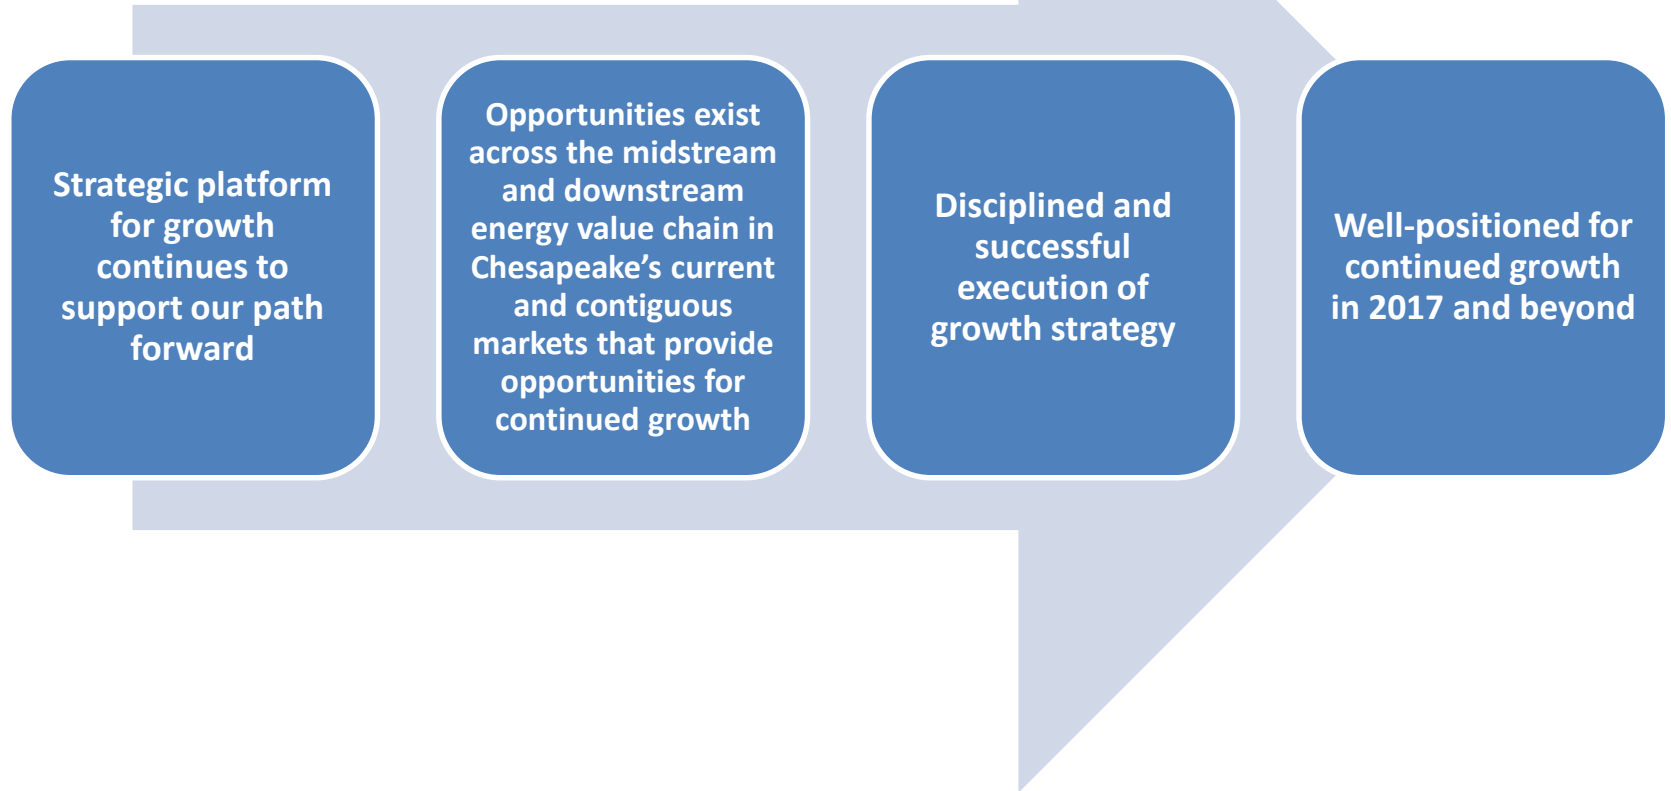 Strategic platform
for growth
continues to
support our path
forward
Opportunities exist
across the midstream
and downstream
energy value chain in
Chesapeake’s current
and contiguous
markets that provide
opportunities for
continued growth
Disciplined and
successful
execution of
growth strategy
Well-positioned for
continued growth
in 2017 and beyond